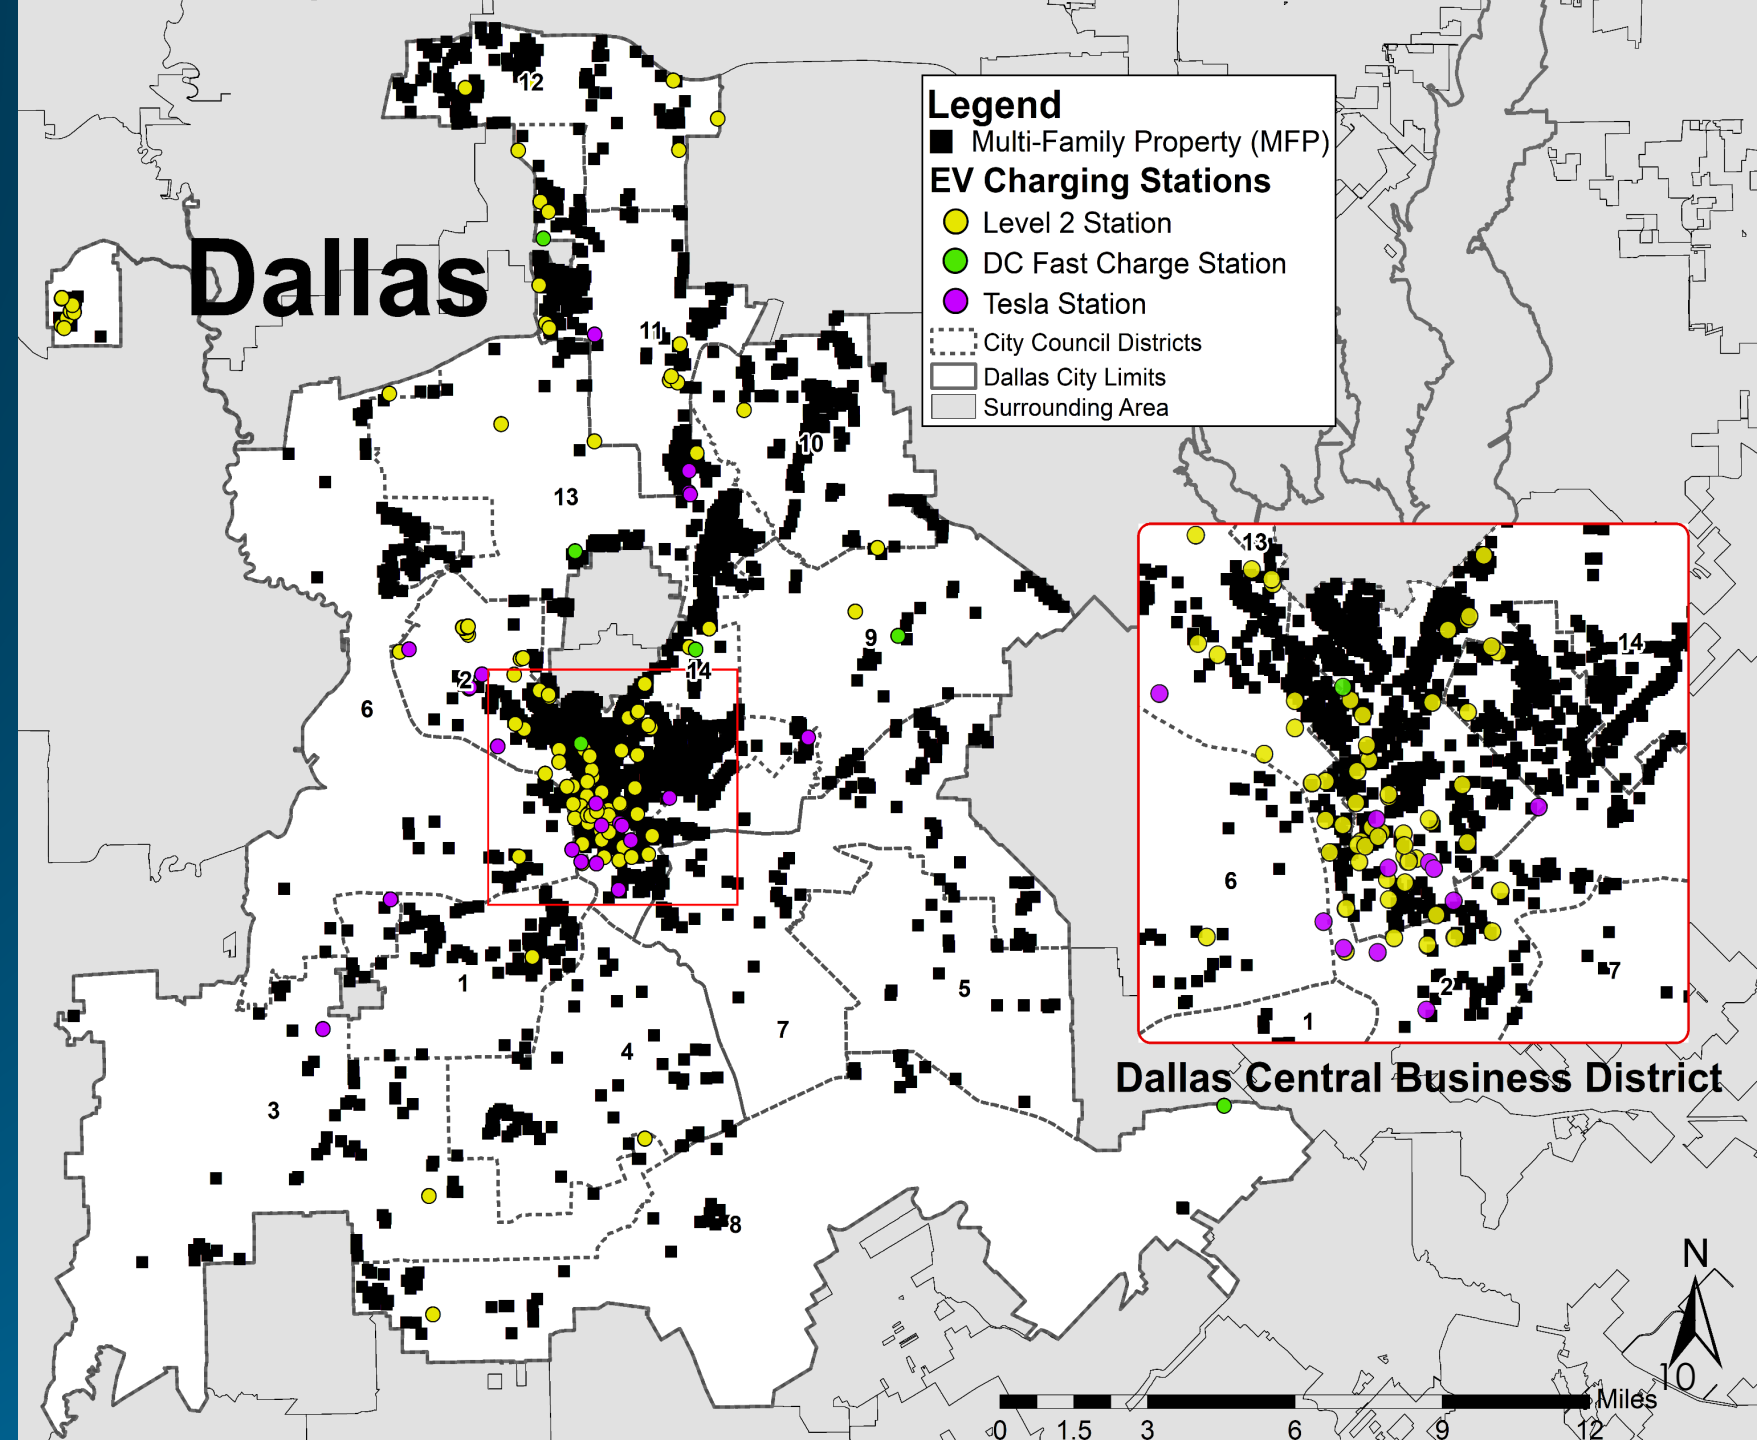 Dallas
Legend
Multi-Family Property (MFP)
EV Charging Stations
Level 2 Station
DC Fast Charge Station
Tesla Station
City Council Districts
Dallas City Limits
Surrounding Area
12
11
10
13
9
14
2
6
1
5
7
4
3
8
13
14
6
7
2
1
Dallas Central Business District
N
10
Miles
0 1.5 3 6 9 12